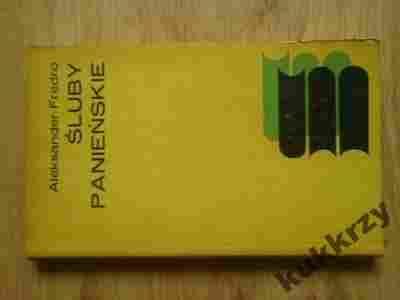 Aleksander Fredro
ŚLUBY
PANIEŃSKIE
kukkrzy